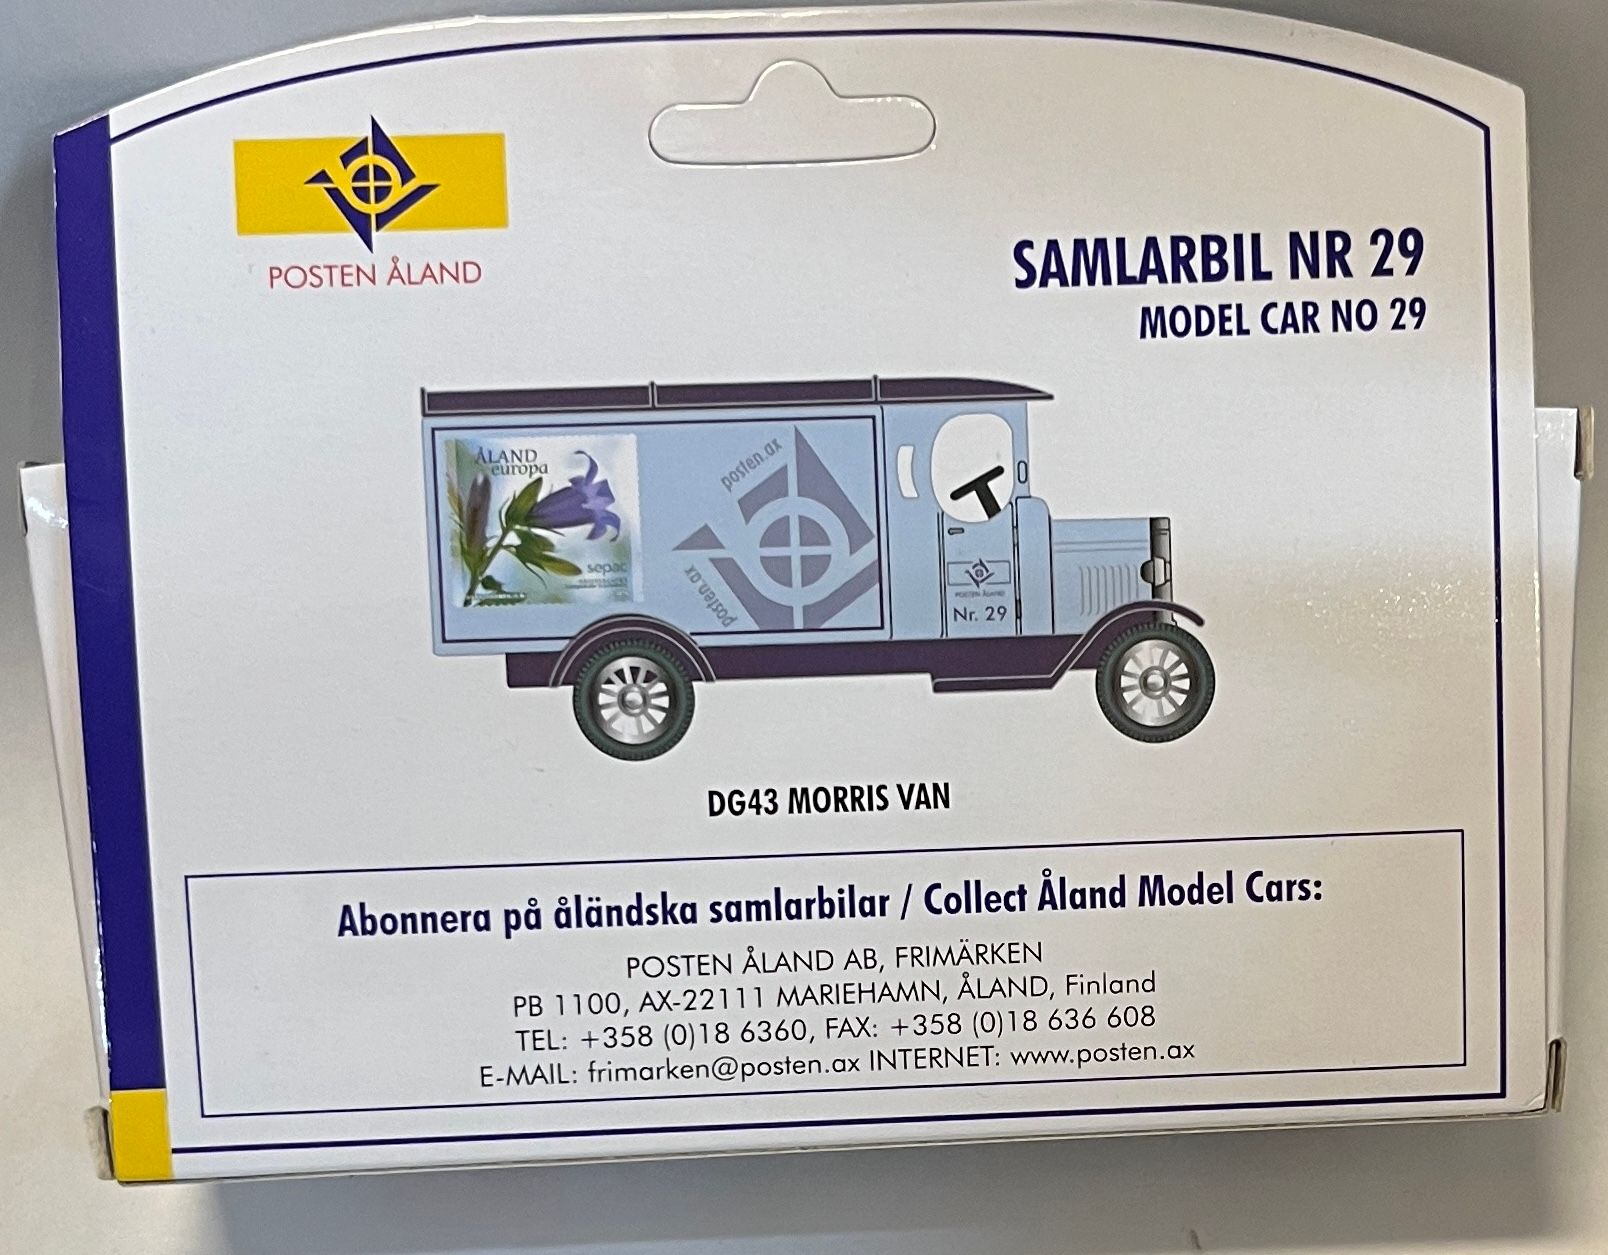 POSTEN ÅLAND
SAMLARBIL NR 29
MODEL CAR NO 29
ÅLAND
europa
sepac
posten.ax
posten.ax
POSTEN ÅLAND
Nr. 29
DG43 MORRIS VAN
Abonnera på åländska samlarbilar / Collect Åland Model Cars:
POSTEN ÅLAND AB, FRIMÄRKEN
PB 1100, AX-22111 MARIEHAMN, ÅLAND, Finland
TEL: +358 (0)18 6360, FAX: +358 (0)18 636 608
E-MAIL: frimarken@posten.ax INTERNET: www.posten.ax